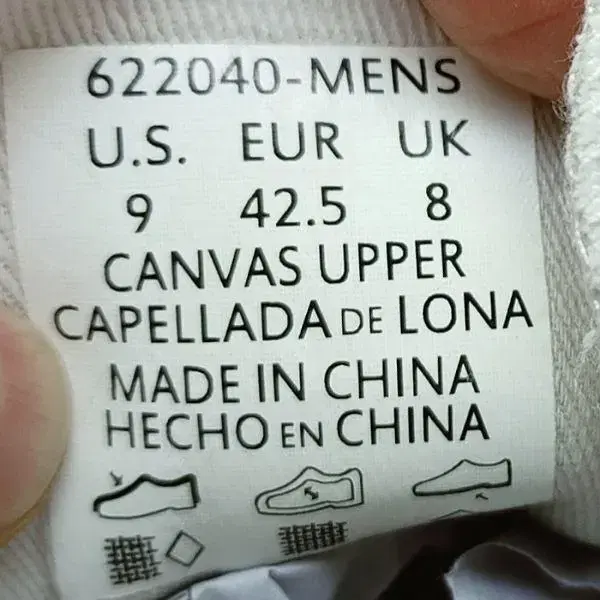 622040-MENS
U.S. EUR UK
9 42.5 8
CANVAS UPPER
CAPELLADA DE LONA
MADE IN CHINA
HECHO EN CHINA